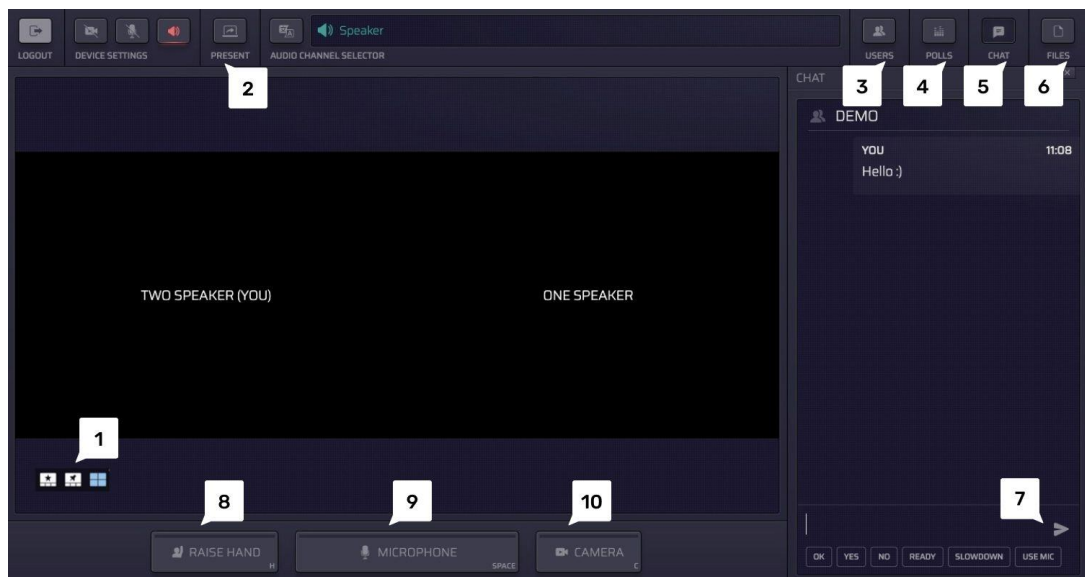 Speaker
LOGOUT
DEVICE SETTINGS
PRESENT
AUDIO CHANNEL SELECTOR
USERS
POLLS
CHAT
FILES
2
3
4
5
6
CHAT
DEMO
YOU 11:08
Hello :)
TWO SPEAKER (YOU)
ONE SPEAKER
1
7
8
9
10
RAISE HAND
H
MICROPHONE
SPACE
CAMERA
C
OK
YES
NO
READY
SLOWDOWN
USE MIC